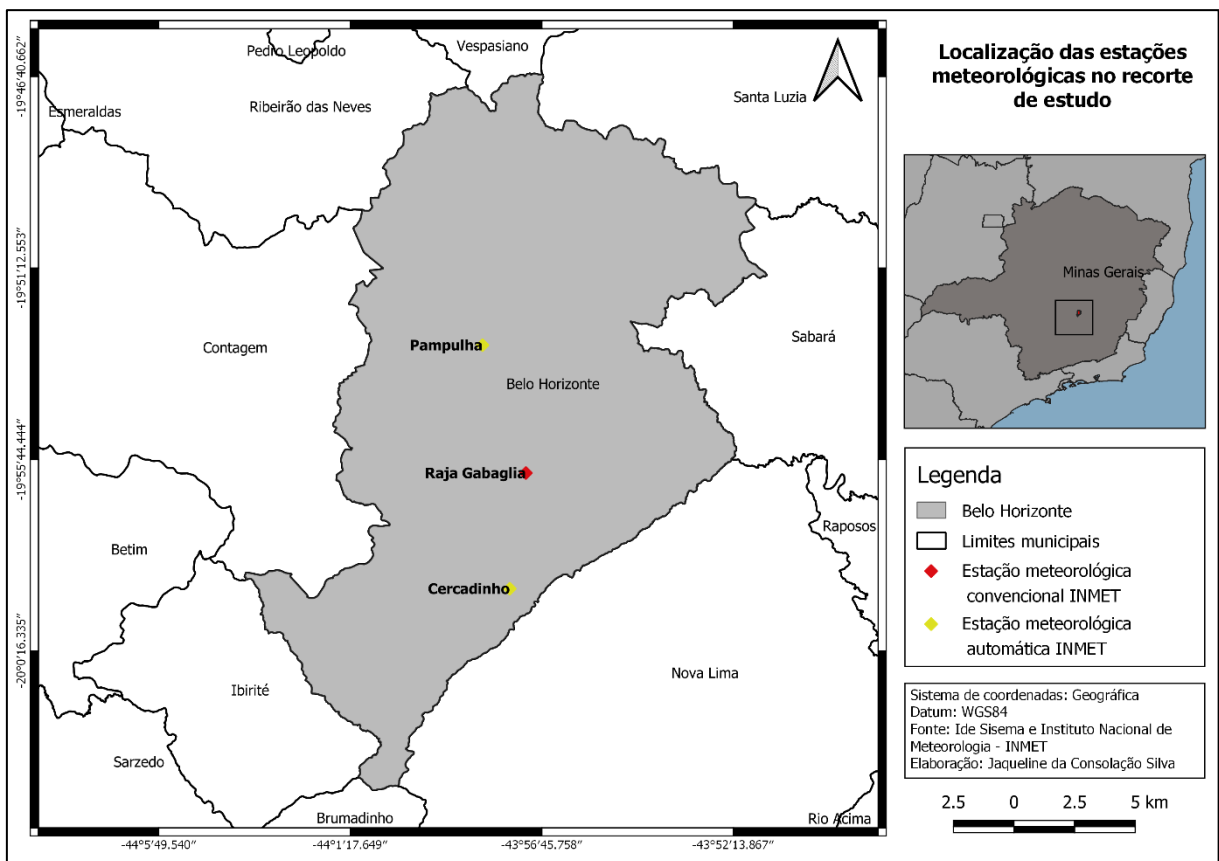 Localização das estações
meteorológicas no recorte
de estudo
Pedro Leopoldo
Vespasiano
Esmeraldas
Ribeirão das Neves
Santa Luzia
Contagem
Pampulha
Belo Horizonte
Sabará
Raja Gabaglia
Betim
Raposos
Cercadinho
Ibirité
Nova Lima
Sarzedo
Brumadinho
Rio Acima
-19°46'40.662"
-19°51'12.553"
-19°55'44.444"
-20°0'16.335"
-44°5'49.540"
-44°1'17.649"
-43°56'45.758"
-43°52'13.867"
Minas Gerais
Legenda
Belo Horizonte
Limites municipais
Estação meteorológica
convencional INMET
Estação meteorológica
automática INMET
Sistema de coordenadas: Geográfica
Datum: WGS84
Fonte: Ide Sisema e Instituto Nacional de
Meteorologia - INMET
Elaboração: Jaqueline da Consolação Silva
2.5 0 2.5 5 km